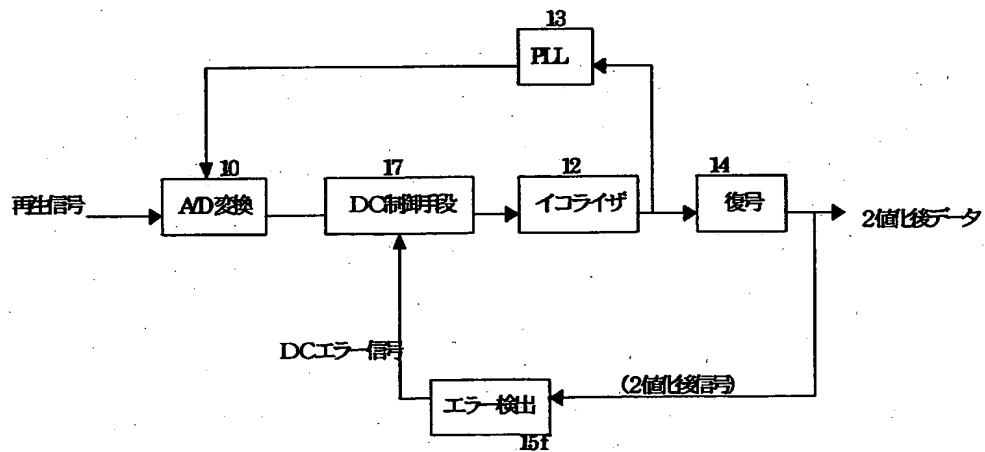 13
PLL
10
17
12
14
再生信号
A/D変換
DC制御手段
イコライザ
復号
2値化後データ
DCエラー信号
(2値化後信号)
エラー検出
15f